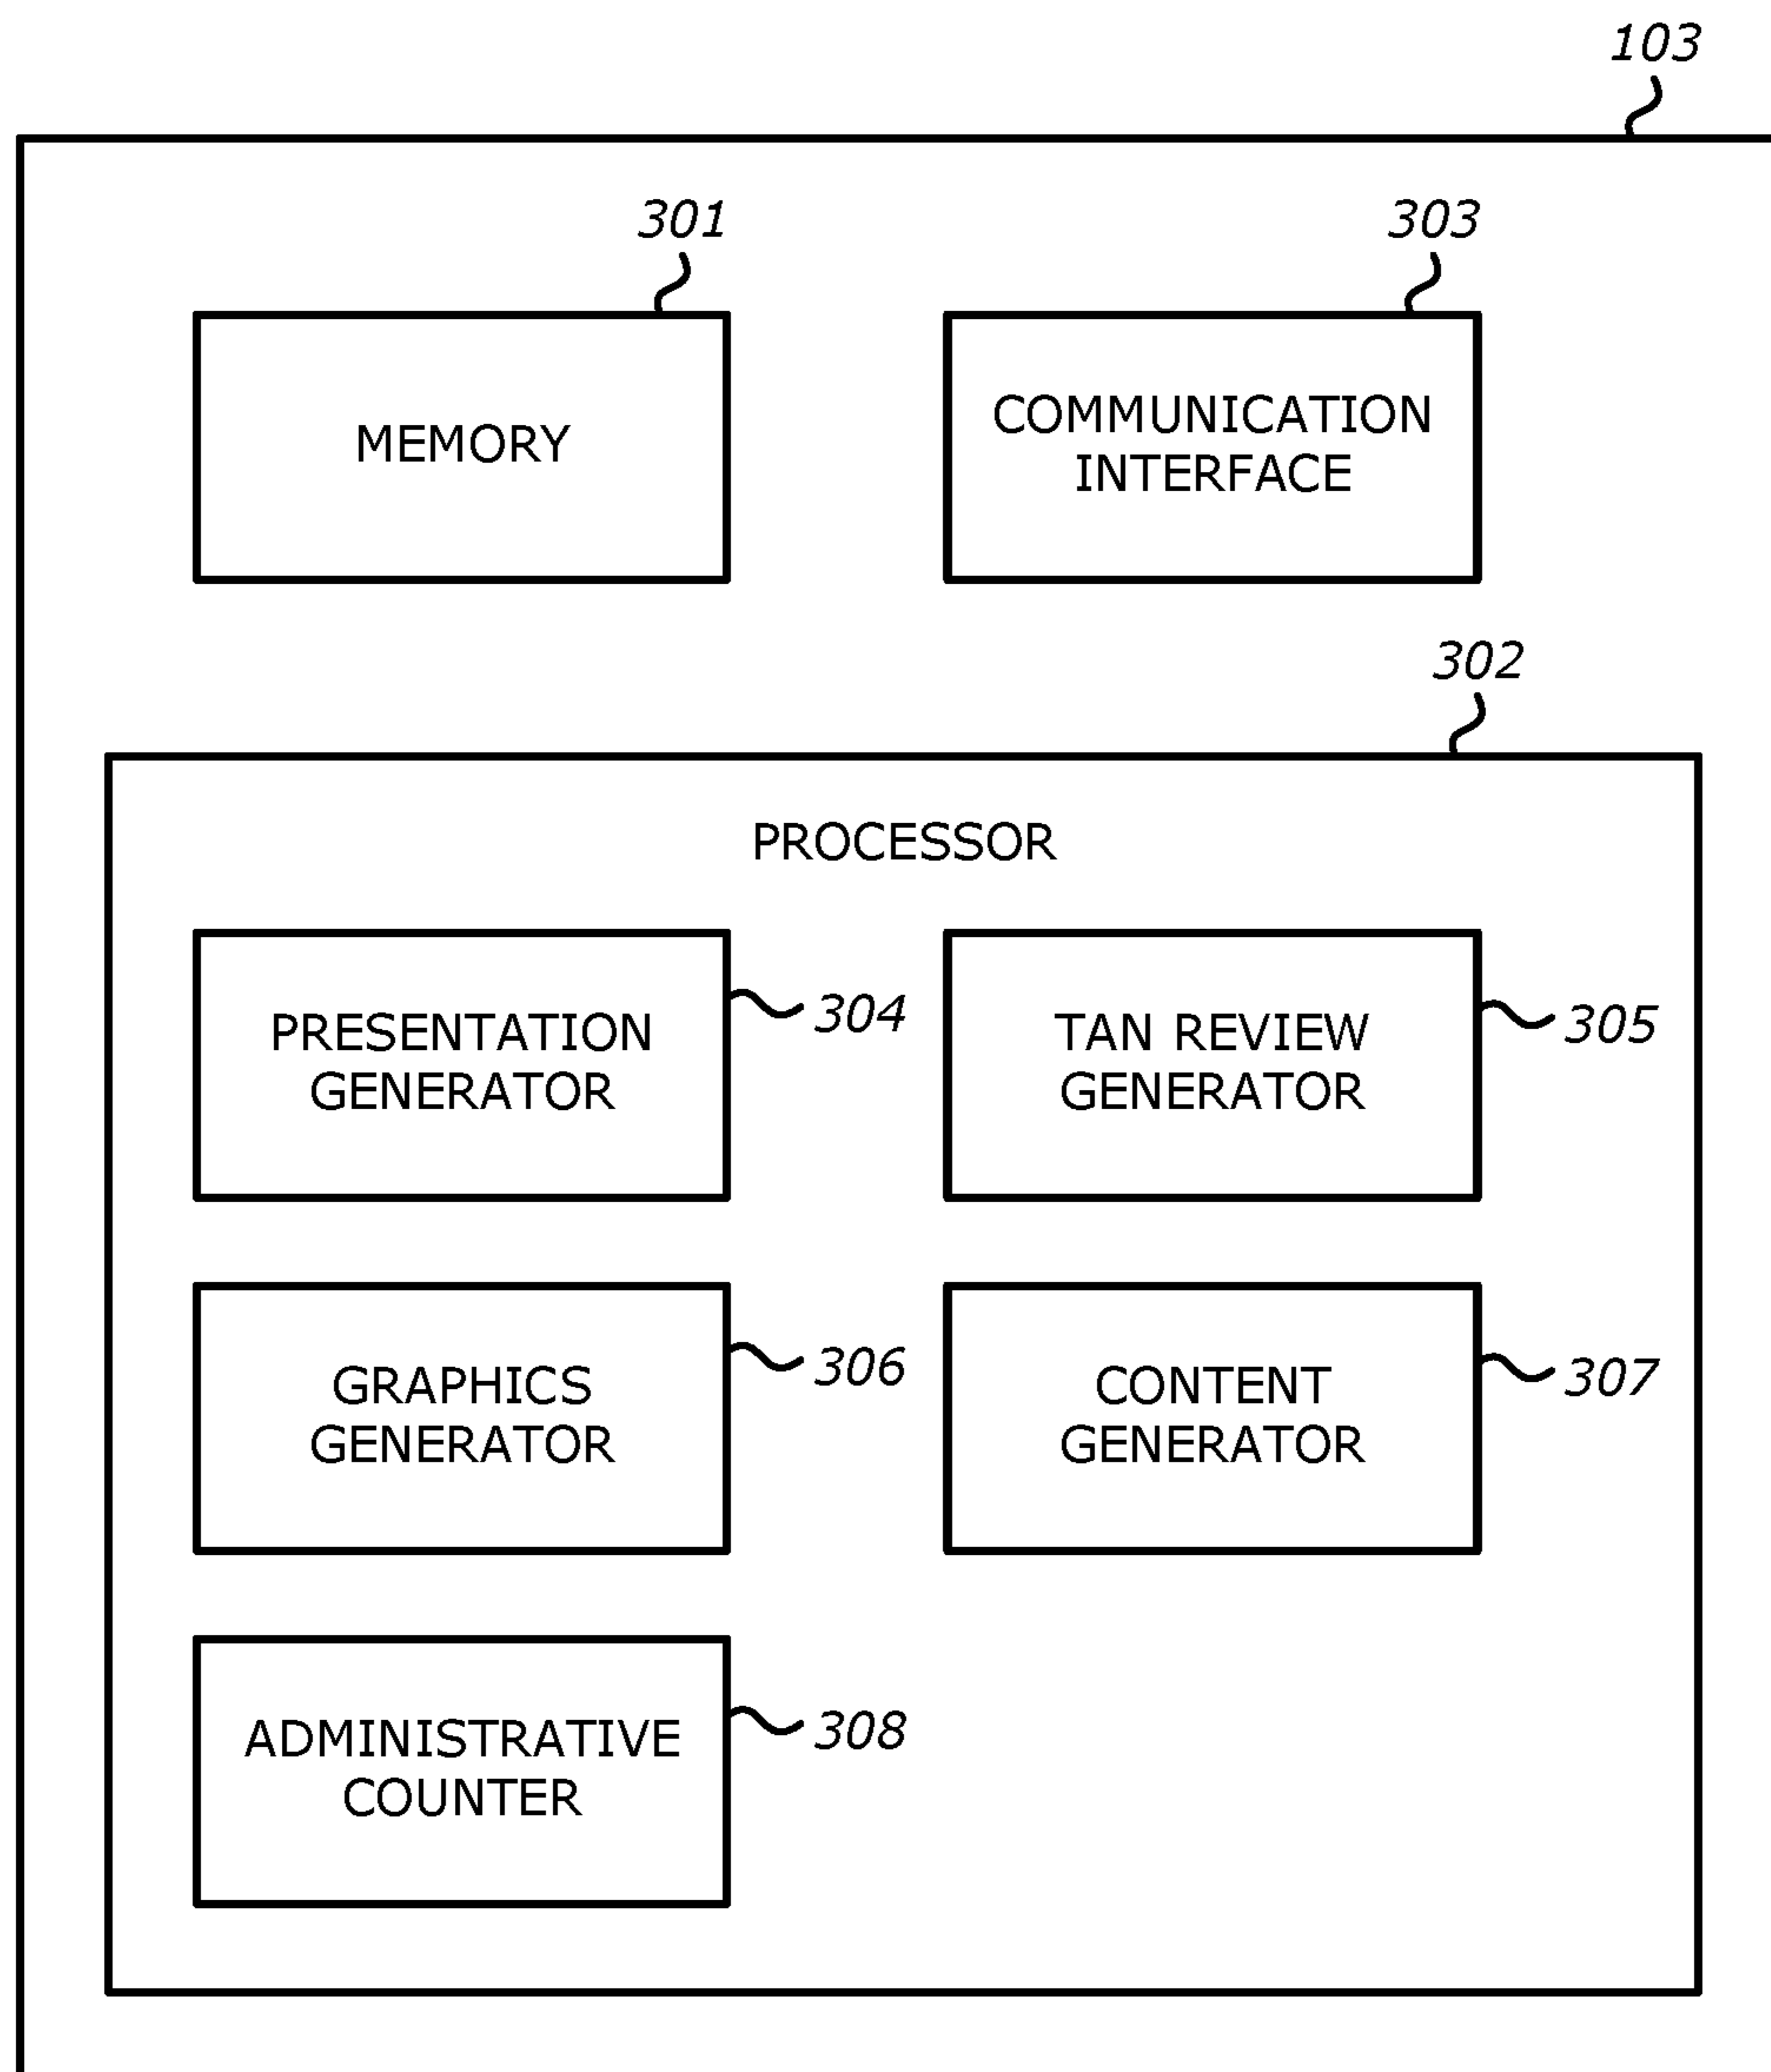 103
301
303
MEMORY
COMMUNICATION
INTERFACE
302
PROCESSOR
PRESENTATION
GENERATOR
304
TAN REVIEW
GENERATOR
305
GRAPHICS
GENERATOR
306
CONTENT
GENERATOR
307
ADMINISTRATIVE
COUNTER
308